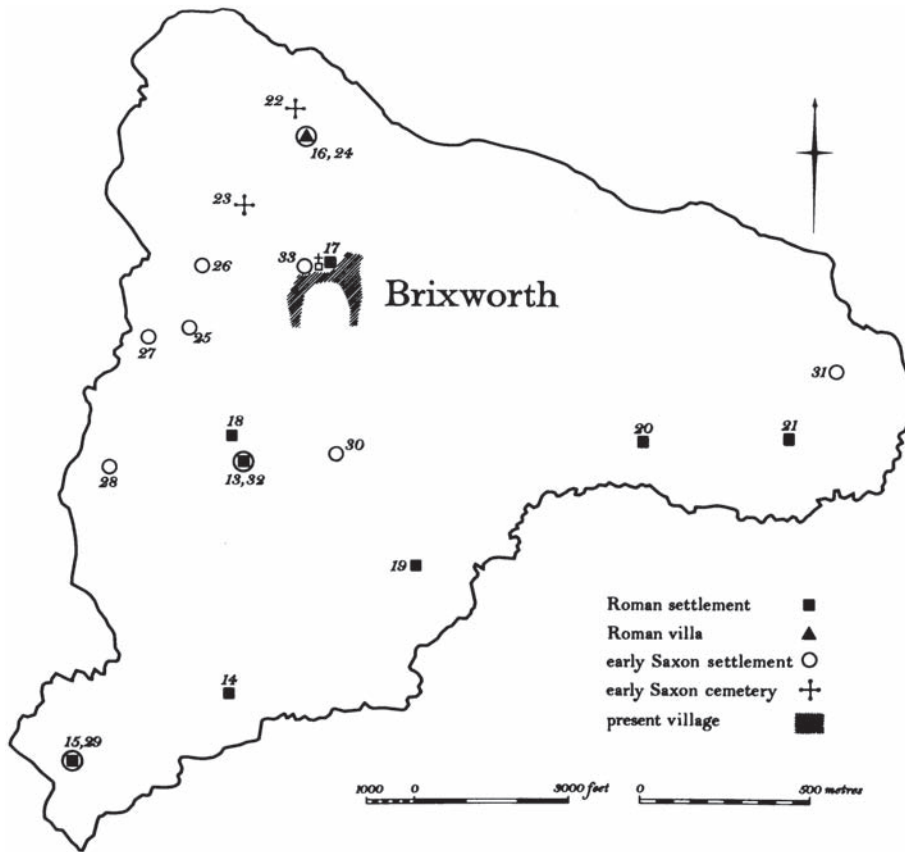 22
16, 24
23
17
33
26
Brixworth
25
27
31
18
30
20
21
28
13, 32
19
Roman settlement
Roman villa
early Saxon settlement
early Saxon cemetery
present village
14
15, 29
1000 0 3000 feet
0 500 metres